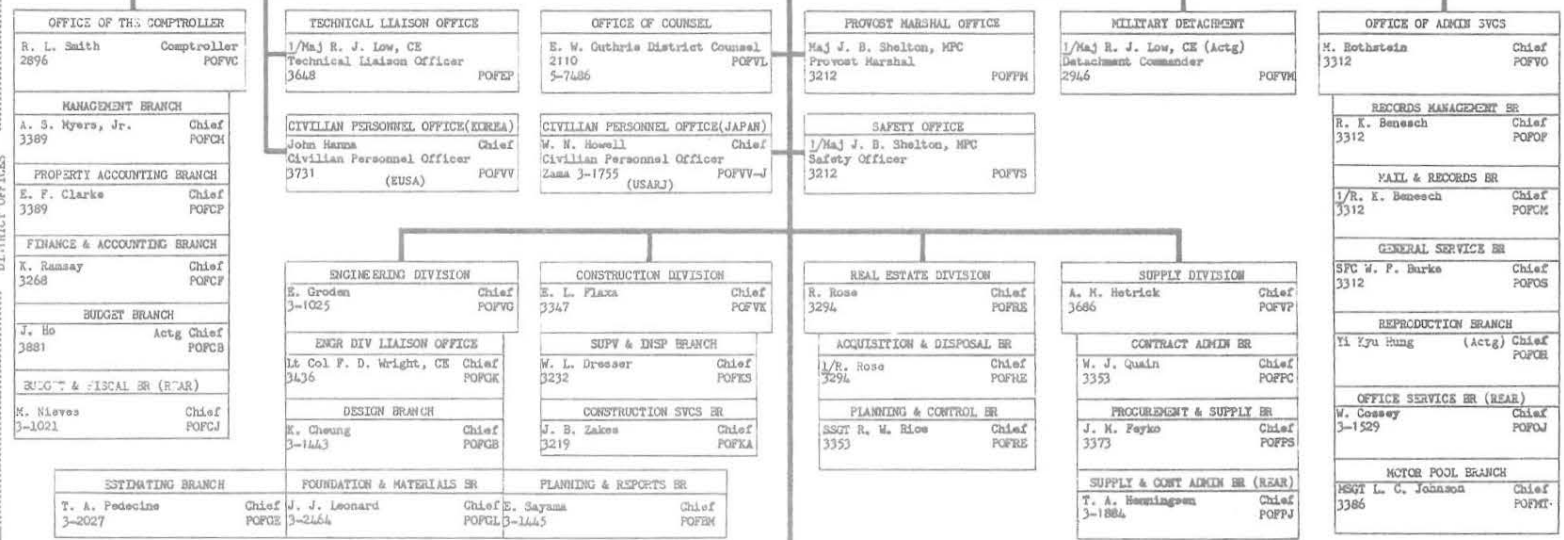 DISTRICT OFFICES
OFFICE OF THE COMPTROLLER
R. L. Smith Comptroller
2896 POFVC
MANAGEMENT BRANCH
A. S. Myers, Jr. Chief
3389 POFCM
PROPERTY ACCOUNTING BRANCH
E. F. Clarke Chief
3389 POFCP
FINANCE & ACCOUNTING BRANCH
K. Ramsay Chief
3268 POFCF
BUDGET BRANCH
J. Ho Actg Chief
3881 POFCB
BUDGET & FISCAL BR (REAR)
M. Nieves Chief
3-1021 POFCJ
TECHNICAL LIAISON OFFICE
1/Maj R. J. Low, CE
Technical Liaison Officer
3648 POFEP
CIVILIAN PERSONNEL OFFICE(KOREA)
John Hanna Chief
Civilian Personnel Officer
3731 POFVV
(EUSA)
OFFICE OF COUNSEL
E. W. Guthrie District Counsel
2110 POFVL
5-7486
CIVILIAN PERSONNEL OFFICE(JAPAN)
W. N. Howell Chief
Civilian Personnel Officer
Zama 3-1755 POFVV-J
(USARJ)
PROVOST MARSHAL OFFICE
Maj J. B. Shelton, MPC
Provost Marshal
3212 POFPM
SAFETY OFFICE
1/Maj J. B. Shelton, MPC
Safety Officer
3212 POFVS
MILITARY DETACHMENT
1/Maj R. J. Low, CE (Actg)
Detachment Commander
2946 POFVM
OFFICE OF ADMIN SVCS
M. Rothstein Chief
3312 POFVO
RECORDS MANAGEMENT BR
R. K. Benesch Chief
3312 POFOF
MAIL & RECORDS BR
1/R. K. Benesch Chief
3312 POFCM
GENERAL SERVICE BR
SFC W. P. Burke Chief
3312 POFOS
REPRODUCTION BRANCH
Yi Kyu Hung (Actg) Chief
POFOH
OFFICE SERVICE BR (REAR)
W. Cossey Chief
3-1529 POFOJ
MOTOR POOL BRANCH
MSGT L. C. Johnson Chief
3386 POFMT
ENGINEERING DIVISION
E. Groden Chief
3-1025 POFVG
ENGR DIV LIAISON OFFICE
Lt Col F. D. Wright, CE Chief
3436 POFGK
DESIGN BRANCH
K. Cheung Chief
3-1443 POFGB
CONSTRUCTION DIVISION
E. L. Flaxa Chief
3347 POFVK
SUPV & INSP BRANCH
W. L. Dresser Chief
3232 POFKS
CONSTRUCTION SVCS BR
J. B. Zakes Chief
3219 POFKA
REAL ESTATE DIVISION
R. Rose Chief
3294 POFRE
ACQUISITION & DISPOSAL BR
1/R. Rose Chief
3294 POFRE
PLANNING & CONTROL BR
SSGT R. W. Rice Chief
3353 POFRE
SUPPLY DIVISION
A. M. Hetrick Chief
3686 POFVP
CONTRACT ADMIN BR
W. J. Quain Chief
3353 POFPC
PROCUREMENT & SUPPLY BR
J. M. Feyko Chief
3373 POFPS
SUPPLY & CONT ADMIN BR (REAR)
T. A. Henningsen Chief
3-1884 POFPJ
ESTIMATING BRANCH
T. A. Pedecine Chief
3-2027 POFGE
FOUNDATION & MATERIALS BR
J. J. Leonard Chief
3-2464 POFGL
PLANNING & REPORTS BR
E. Sayama Chief
3-1445 POFBM